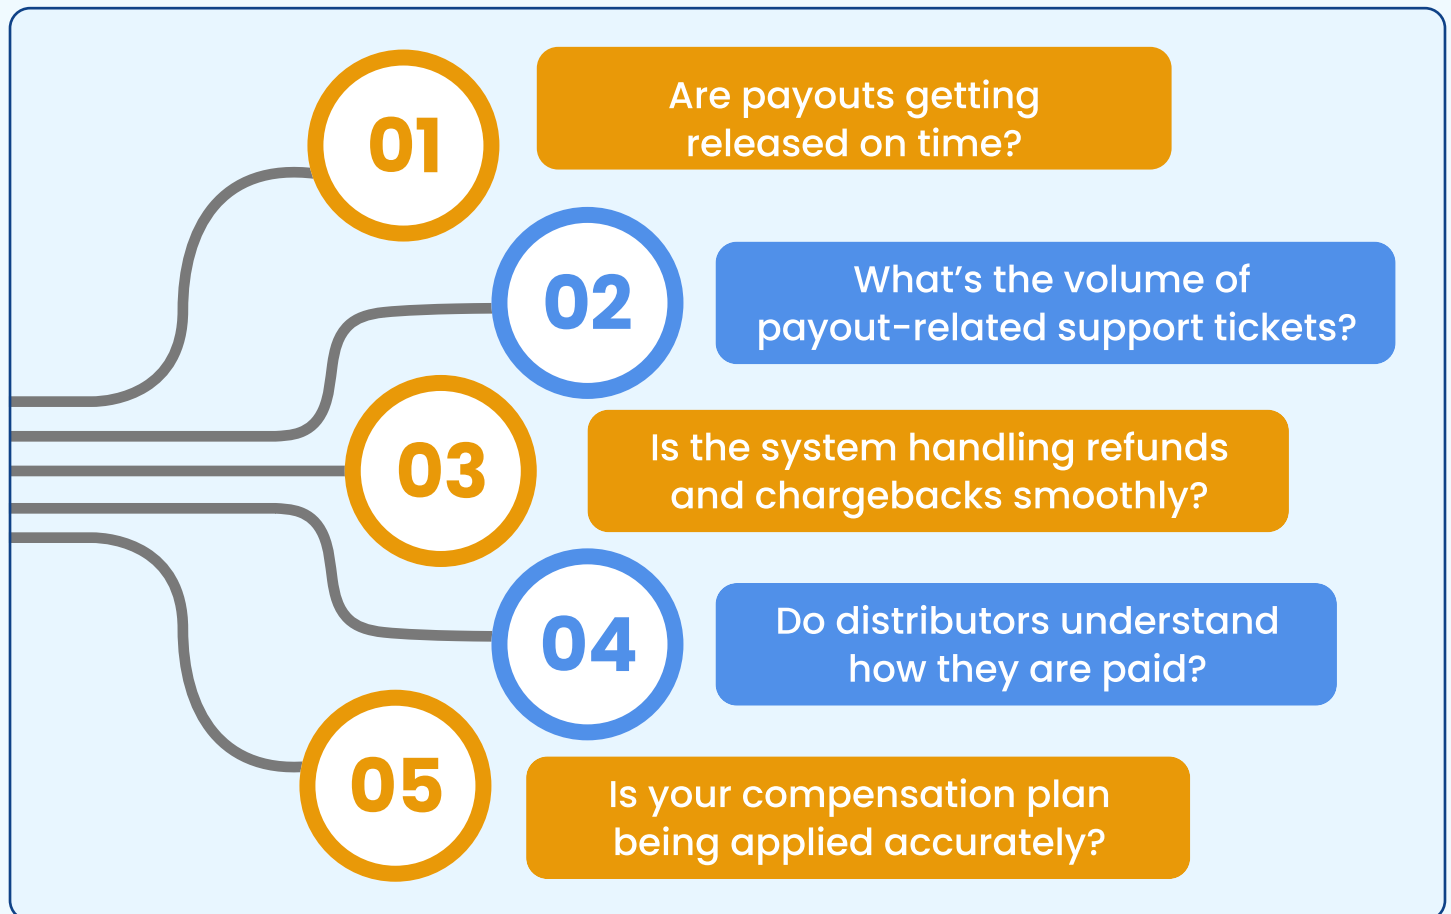 01
Are payouts getting
released on time?
02
What’s the volume of
payout-related support tickets?
03
Is the system handling refunds
and chargebacks smoothly?
04
Do distributors understand
how they are paid?
05
Is your compensation plan
being applied accurately?